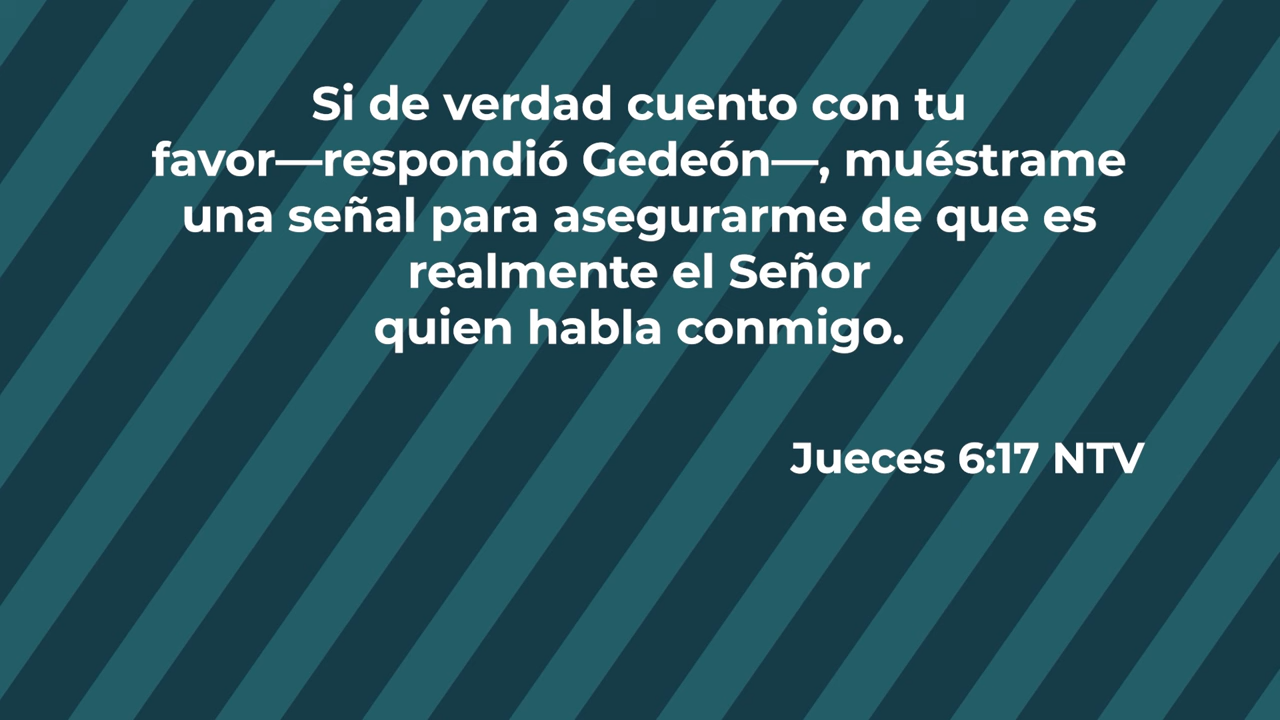 Si de verdad cuento con tu
favor—respondió Gedeón—, muéstrame
una señal para asegurarme de que es
realmente el Señor
quien habla conmigo.
Jueces 6:17 NTV